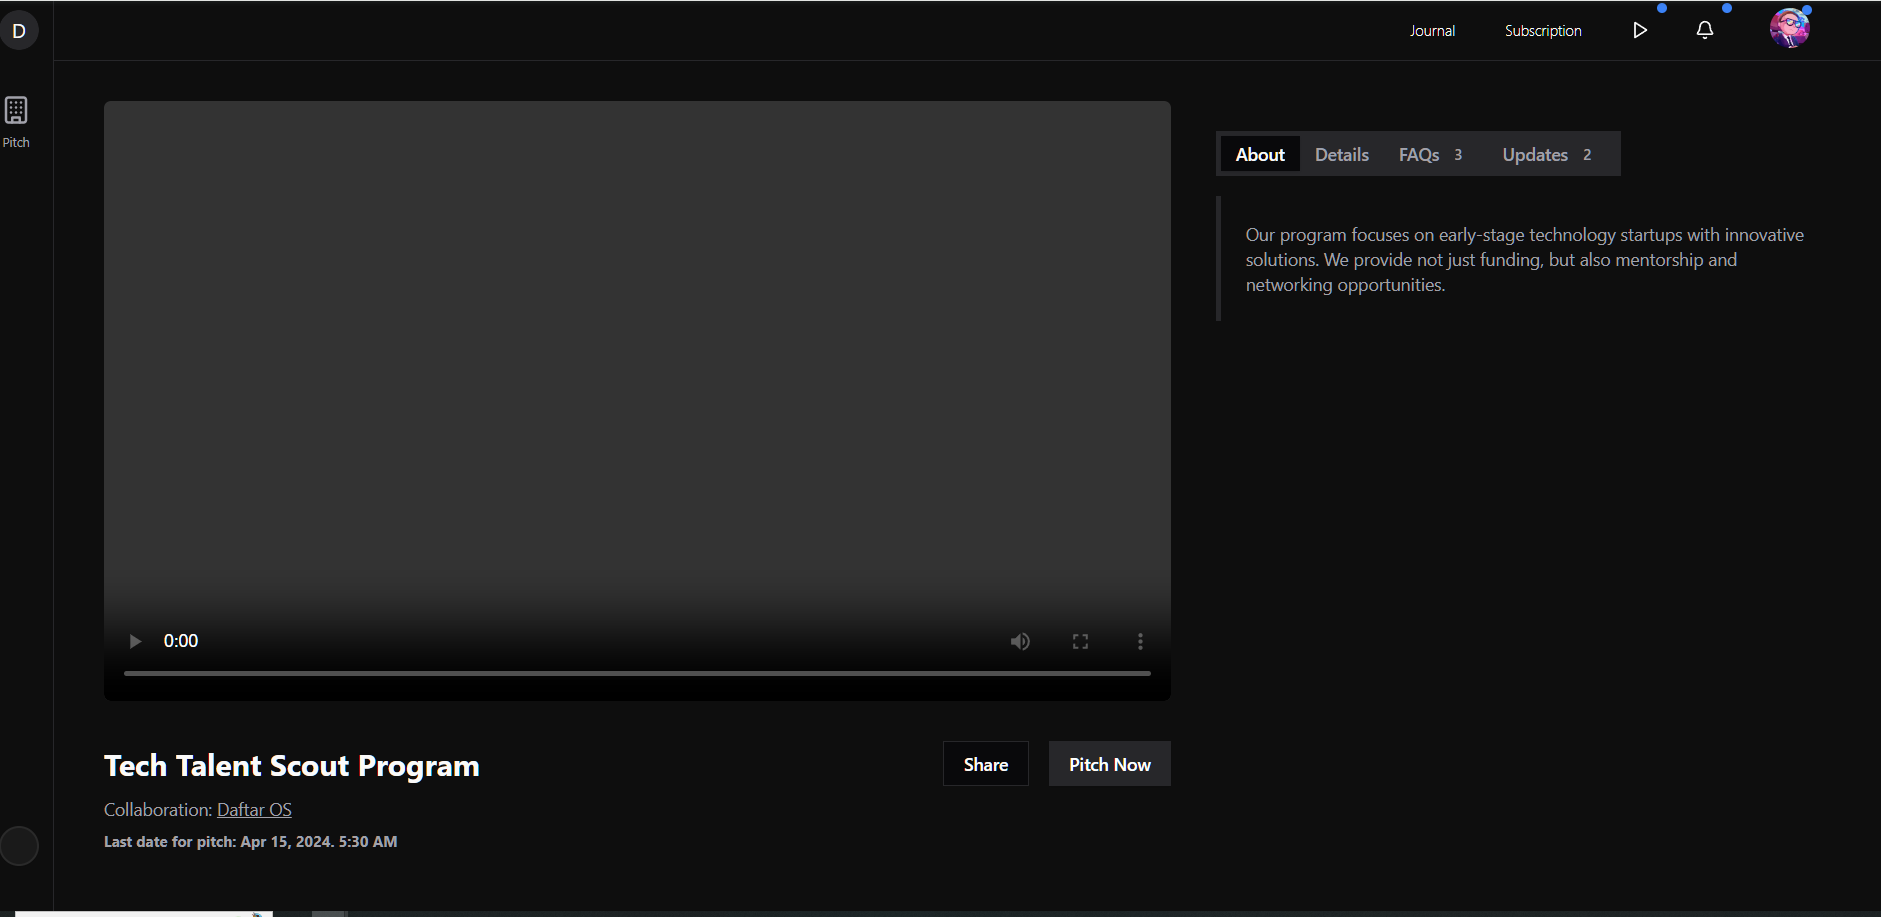 D
Journal
Subscription
Pitch
About Details FAQs 3 Updates 2
Our program focuses on early-stage technology startups with innovative
solutions. We provide not just funding, but also mentorship and
networking opportunities.
0:00
Tech Talent Scout Program
Share
Pitch Now
Collaboration: Daftar OS
Last date for pitch: Apr 15, 2024. 5:30 AM